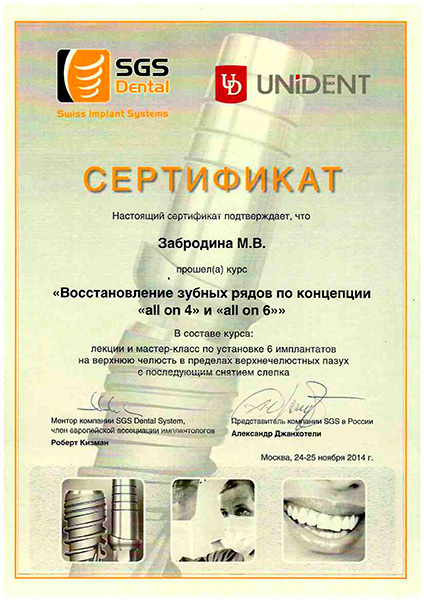 SGS
Dental
Swiss Implant Systems
UD
UNiDENT
СЕРТИФИКАТ
Настоящий сертификат подтверждает, что
Забродина М.В.
прошел(а) курс
«Восстановление зубных рядов по концепции
«all on 4» и «all on 6»»
В составе курса:
лекции и мастер-класс по установке 6 имплантатов
на верхнюю челюсть в пределах верхнечелюстных пазух
с последующим снятием слепка
Ментор компании SGS Dental System,
член европейской ассоциации имплантологов
Роберт Кизман
Представитель компании SGS в России
Александр Джанхотели
Москва, 24-25 ноября 2014 г.